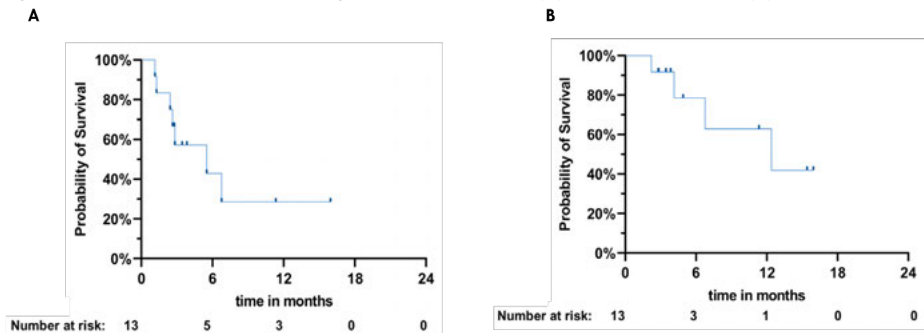 A
B
100%
80%
60%
40%
20%
0%
Probability of Survival
0 6 12 18 24
time in months
Number at risk: 13 5 3 0 0
100%
80%
60%
40%
20%
0%
Probability of Survival
0 6 12 18 24
time in months
Number at risk: 13 3 1 0 0